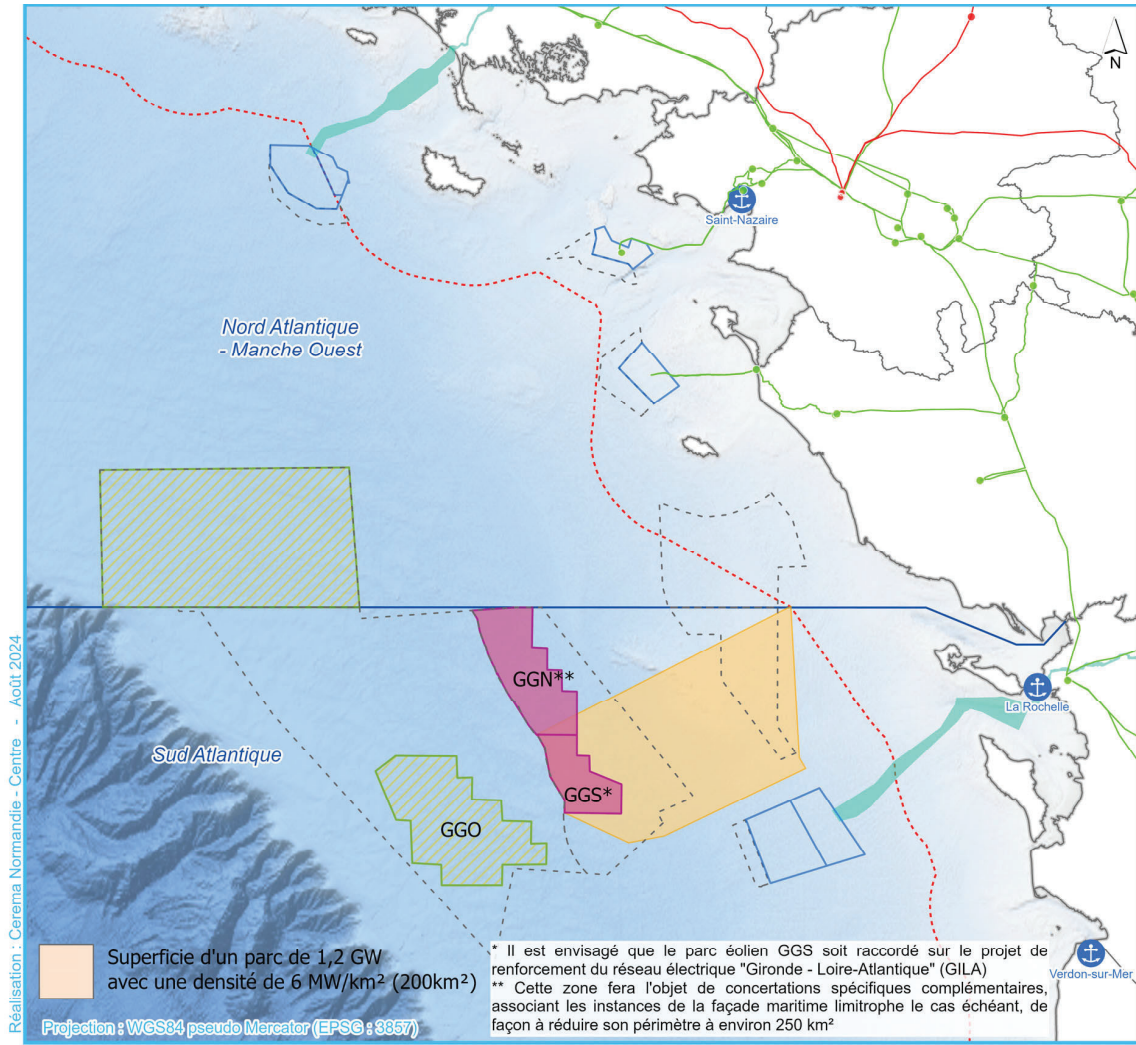 N
Saint-Nazaire
Nord Atlantique
- Manche Ouest
GGN**
La Rochelle
Sud Atlantique
GGS*
GGO
Superficie d'un parc de 1,2 GW
avec une densité de 6 MW/km² (200km²)
* Il est envisagé que le parc éolien GGS soit raccordé sur le projet de
renforcement du réseau électrique "Gironde - Loire-Atlantique" (GILA)
** Cette zone fera l'objet de concertations spécifiques complémentaires,
associant les instances de la façade maritime limitrophe le cas échéant, de
façon à réduire son périmètre à environ 250 km²
Verdon-sur-Mer
Projection : WGS84 pseudo Mercator (EPSG : 3857)
Réalisation : Cerema Normandie - Centre - Août 2024